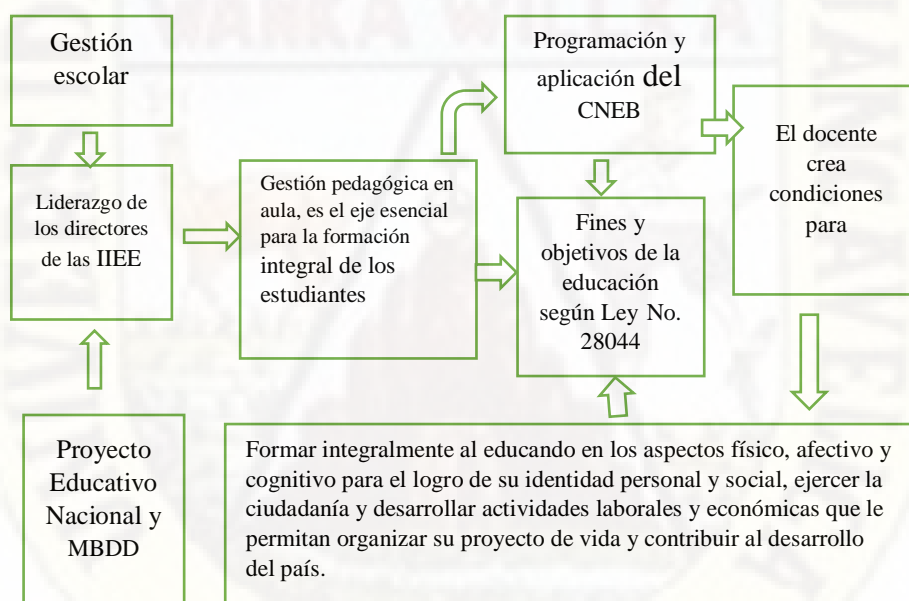 Gestión
escolar
Programación y
aplicación del
CNEB
El docente
crea
condiciones
para
Liderazgo de
los directores
de las IIEE
Gestión pedagógica en
aula, es el eje esencial
para la formación
integral de los
estudiantes
Fines y
objetivos de la
educación
según Ley No.
28044
Proyecto
Educativo
Nacional y
MBDD
Formar integralmente al educando en los aspectos físico, afectivo y
cognitivo para el logro de su identidad personal y social, ejercer la
ciudadanía y desarrollar actividades laborales y económicas que le
permitan organizar su proyecto de vida y contribuir al desarrollo
del país.